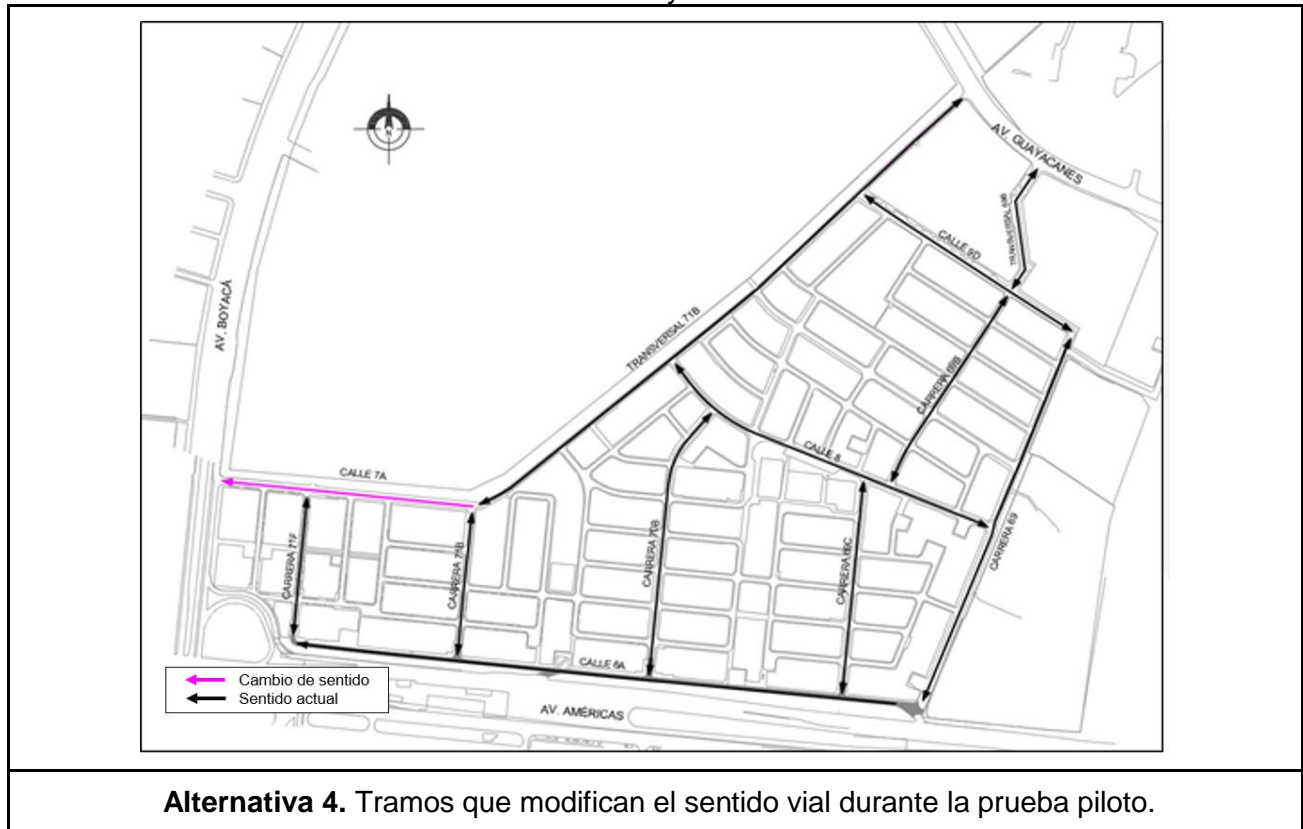 y
N
AV. GUAYACANES
TRANSVERSAL 69B
CALLE 9D
AV. BOYACÁ
TRANSVERSAL 71B
CARRERA 69B
CALLE 8
CALLE 7A
CARRERA 71F
CARRERA 71B
CARRERA 70B
CARRERA 69C
CARRERA 69
CALLE 6A
AV. AMÉRICAS
Cambio de sentido
Sentido actual
Alternativa 4. Tramos que modifican el sentido vial durante la prueba piloto.